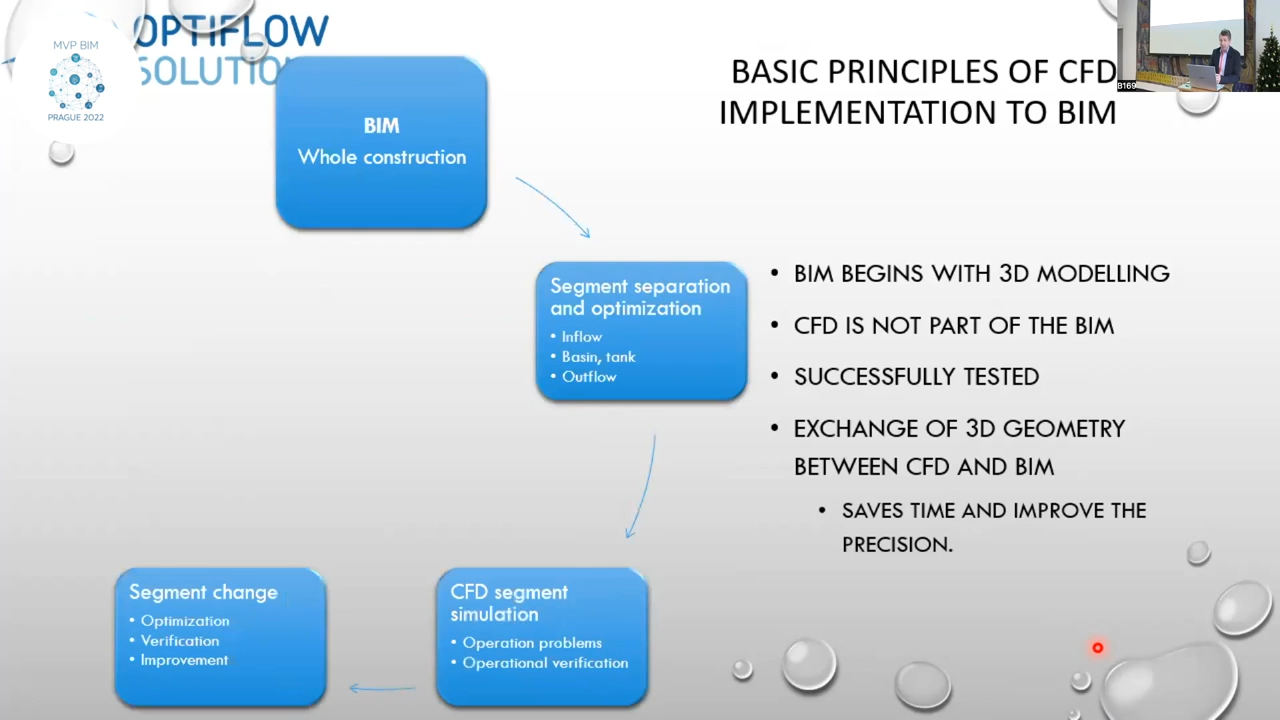 OPTIFLOW
SOLUTIO
MVP BIM
PRAGUE 2022
BASIC PRINCIPLES OF CFD
IMPLEMENTATION TO BIM
B169
BIM
Whole construction
Segment separation
and optimization
• Inflow
• Basin, tank
• Outflow
• BIM BEGINS WITH 3D MODELLING
• CFD IS NOT PART OF THE BIM
• SUCCESSFULLY TESTED
• EXCHANGE OF 3D GEOMETRY
BETWEEN CFD AND BIM
• SAVES TIME AND IMPROVE THE
PRECISION.
Segment change
• Optimization
• Verification
• Improvement
CFD segment
simulation
• Operation problems
• Operational verification